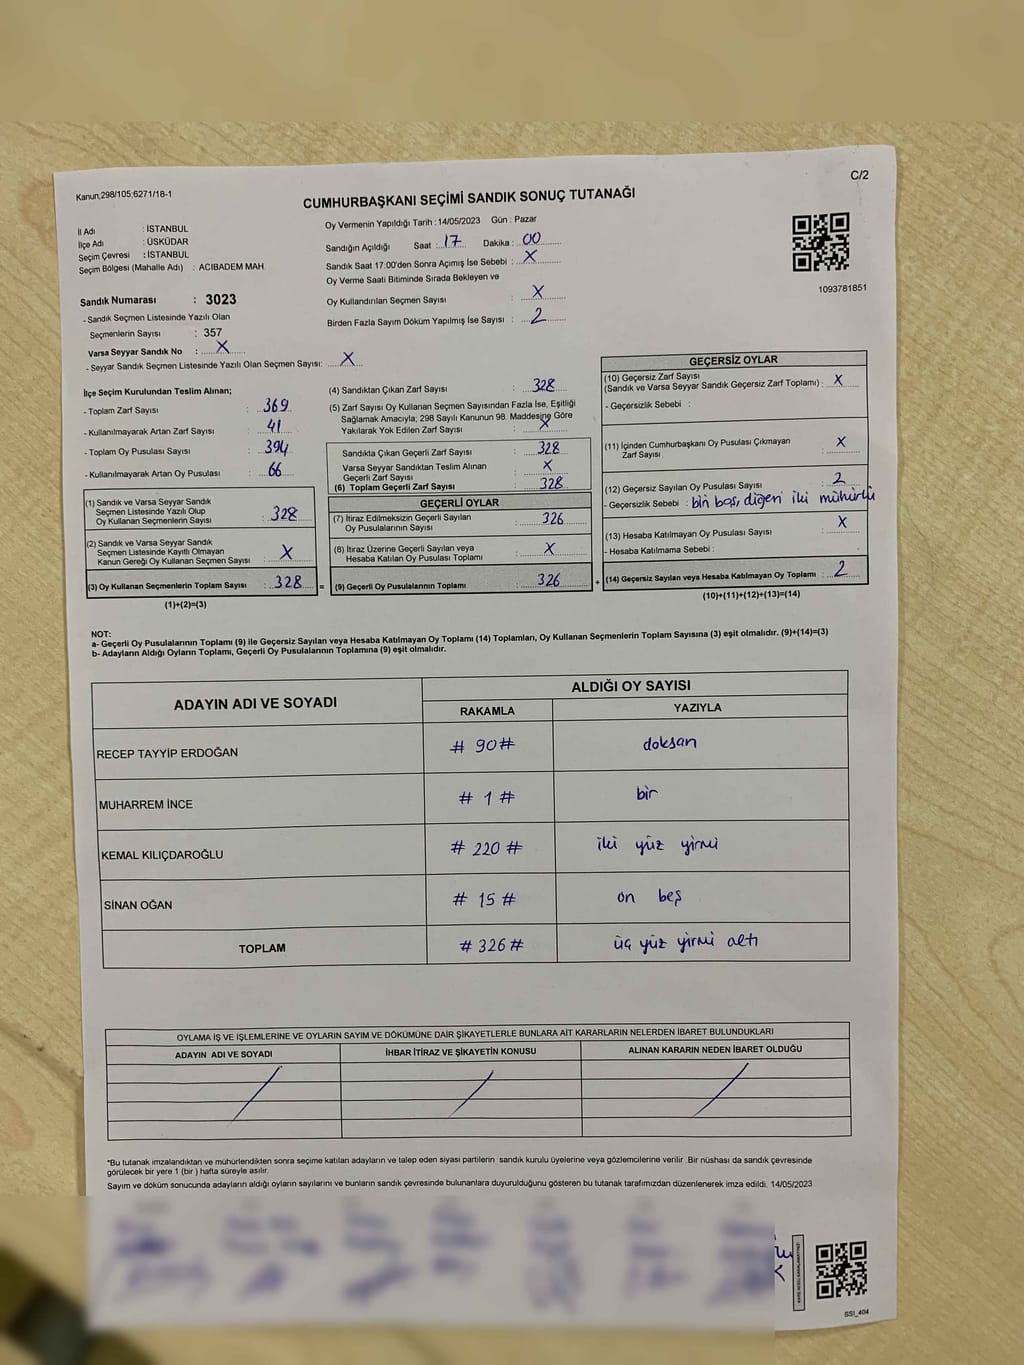 Kanun;298/105;6271/18-1
C/2
CUMHURBAŞKANI SEÇİMİ SANDIK SONUÇ TUTANAĞI
İl Adı : İSTANBUL
İlçe Adı : ÜSKÜDAR
Seçim Çevresi : İSTANBUL
Seçim Bölgesi (Mahalle Adı) : ACIBADEM MAH
Sandık Numarası : 3023
- Sandık Seçmen Listesinde Yazılı Olan
Seçmenlerin Sayısı : 357
Varsa Seyyar Sandık No : X
- Seyyar Sandık Seçmen Listesinde Yazılı Olan Seçmen Sayısı: X
Oy Vermenin Yapıldığı Tarih : 14/05/2023 Gün : Pazar
Sandığın Açıldığı Saat : 17 Dakika : 00
Sandık Saat 17:00'den Sonra Açımış İse Sebebi : X
Oy Verme Saati Bitiminde Sırada Bekleyen ve
Oy Kullandırılan Seçmen Sayısı : X
Birden Fazla Sayım Döküm Yapılmış İse Sayısı : 2
1093781851
İlçe Seçim Kurulundan Teslim Alınan;
- Toplam Zarf Sayısı : 369
- Kullanılmayarak Artan Zarf Sayısı : 41
- Toplam Oy Pusulası Sayısı : 394
- Kullanılmayarak Artan Oy Pusulası : 66
(1) Sandık ve Varsa Seyyar Sandık
Seçmen Listesinde Yazılı Olup
Oy Kullanan Seçmenlerin Sayısı : 328
(2) Sandık ve Varsa Seyyar Sandık
Seçmen Listesinde Kayıtlı Olmayan
Kanun Gereği Oy Kullanan Seçmen Sayısı : X
(3) Oy Kullanan Seçmenlerin Toplam Sayısı : 328 =
(1)+(2)=(3)
(4) Sandıktan Çıkan Zarf Sayısı : 328
(5) Zarf Sayısı Oy Kullanan Seçmen Sayısından Fazla İse, Eşitliği
Sağlamak Amacıyla; 298 Sayılı Kanunun 98. Maddesine Göre
Yakılarak Yok Edilen Zarf Sayısı : X
Sandıkta Çıkan Geçerli Zarf Sayısı : 328
Varsa Seyyar Sandıktan Teslim Alınan
Geçerli Zarf Sayısı : X
(6) Toplam Geçerli Zarf Sayısı : 328
GEÇERLİ OYLAR
(7) İtiraz Edilmeksizin Geçerli Sayılan
Oy Pusulalarının Sayısı : 326
(8) İtiraz Üzerine Geçerli Sayılan veya
Hesaba Katılan Oy Pusulası Toplamı : X
(9) Geçerli Oy Pusulalarının Toplamı : 326 +
GEÇERSİZ OYLAR
(10) Geçersiz Zarf Sayısı
(Sandık ve Varsa Seyyar Sandık Geçersiz Zarf Toplamı) : X
- Geçersizlik Sebebi :
(11) İçinden Cumhurbaşkanı Oy Pusulası Çıkmayan
Zarf Sayısı : X
(12) Geçersiz Sayılan Oy Pusulası Sayısı : 2
- Geçersizlik Sebebi : biri boş, diğeri iki mühürlü
(13) Hesaba Katılmayan Oy Pusulası Sayısı : X
- Hesaba Katılmama Sebebi :
(14) Geçersiz Sayılan veya Hesaba Katılmayan Oy Toplamı : 2
(10)+(11)+(12)+(13)=(14)
NOT:
a- Geçerli Oy Pusulalarının Toplamı (9) ile Geçersiz Sayılan veya Hesaba Katılmayan Oy Toplamı (14) Toplamları, Oy Kullanan Seçmenlerin Toplam Sayısına (3) eşit olmalıdır. (9)+(14)=(3)
b- Adayların Aldığı Oyların Toplamı, Geçerli Oy Pusulalarının Toplamına (9) eşit olmalıdır.
ADAYIN ADI VE SOYADI ALDIĞI OY SAYISI
RAKAMLA YAZIYLA
RECEP TAYYİP ERDOĞAN # 90 # doksan
MUHARREM İNCE # 1 # bir
KEMAL KILIÇDAROĞLU # 220 # iki yüz yirmi
SİNAN OĞAN # 15 # on beş
TOPLAM # 326 # üç yüz yirmi altı
OYLAMA İŞ VE İŞLEMLERİNE VE OYLARIN SAYIM VE DÖKÜMÜNE DAİR ŞİKAYETLERLE BUNLARA AİT KARARLARIN NELERDEN İBARET BULUNDUKLARI
ADAYIN ADI VE SOYADI İHBAR İTİRAZ VE ŞİKAYETİN KONUSU ALINAN KARARIN NEDEN İBARET OLDUĞU
*Bu tutanak imzalandıktan ve mühürlendikten sonra seçime katılan adayların ve talep eden siyasi partilerin sandık kurulu üyelerine veya gözlemcilerine verilir .Bir nüshası da sandık çevresinde
görülecek bir yere 1 (bir ) hafta süreyle asılır.
Sayım ve döküm sonucunda adayların aldığı oyların sayılarını ve bunların sandık çevresinde bulunanlara duyurulduğunu gösteren bu tutanak tarafımızdan düzenlenerek imza edildi. 14/05/2023
SSI_404